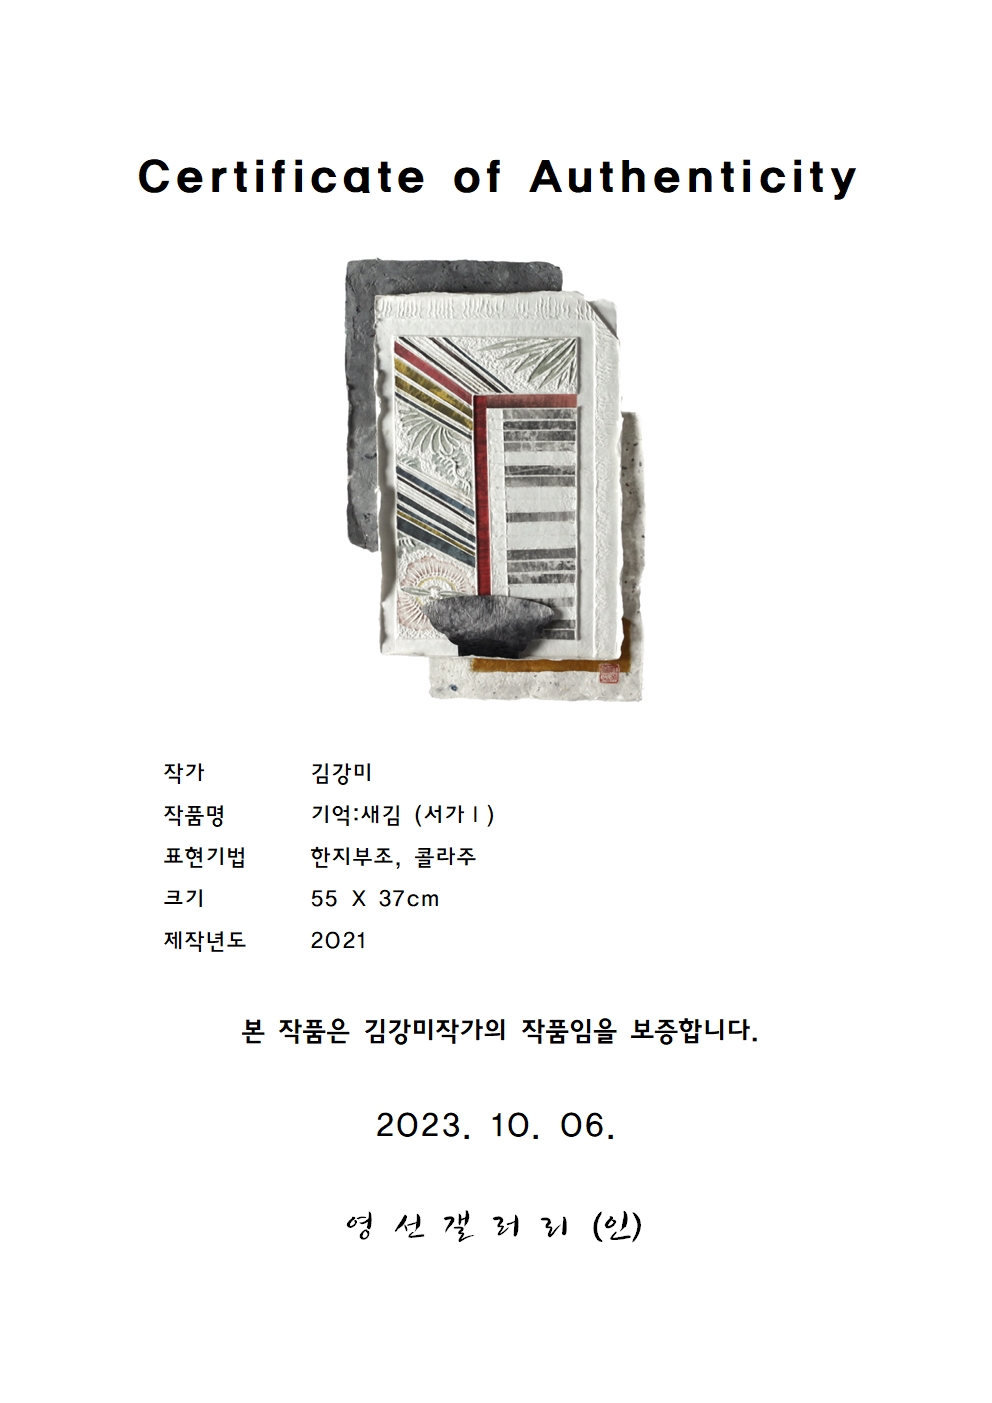 Certificate of Authenticity
작가 김강미
작품명 기억:새김 (서가Ⅰ)
표현기법 한지부조, 콜라주
크기 55 X 37cm
제작년도 2021
본 작품은 김강미작가의 작품임을 보증합니다.
2023. 10. 06.
영선갤러리 (인)